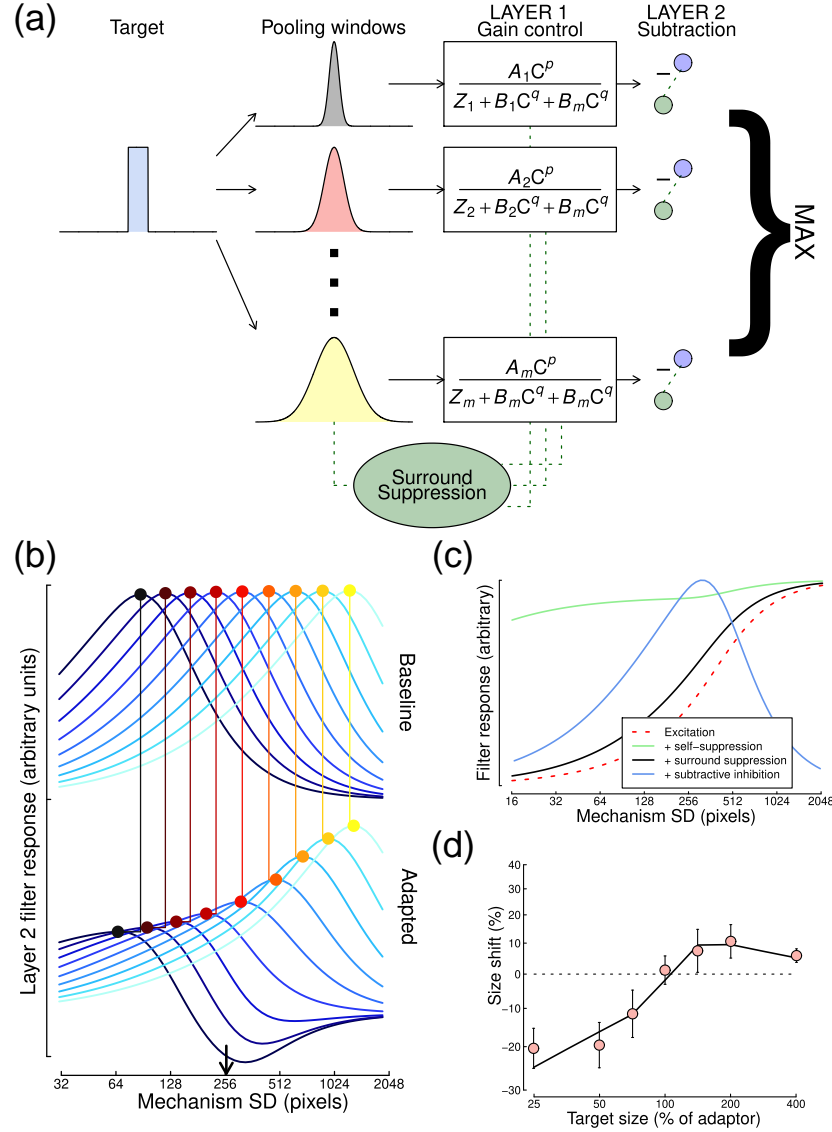 (a)
Target
Pooling windows
LAYER 1
Gain control
LAYER 2
Subtraction
A₁Cᵖ
Z₁ + B₁C^q + BₘC^q
–
A₂Cᵖ
Z₂ + B₂C^q + BₘC^q
–
AₘCᵖ
Zₘ + BₘC^q + BₘC^q
–
} MAX
Surround
Suppression
(b)
Layer 2 filter response (arbitrary units)
Baseline
Adapted
32 64 128 256 512 1024 2048
Mechanism SD (pixels)
(c)
Filter response (arbitrary)
Excitation
+ self−suppression
+ surround suppression
+ subtractive inhibition
16 32 64 128 256 512 1024 2048
Mechanism SD (pixels)
(d)
Size shift (%)
40
30
20
10
0
−10
−20
−30
25 50 100 200 400
Target size (% of adaptor)